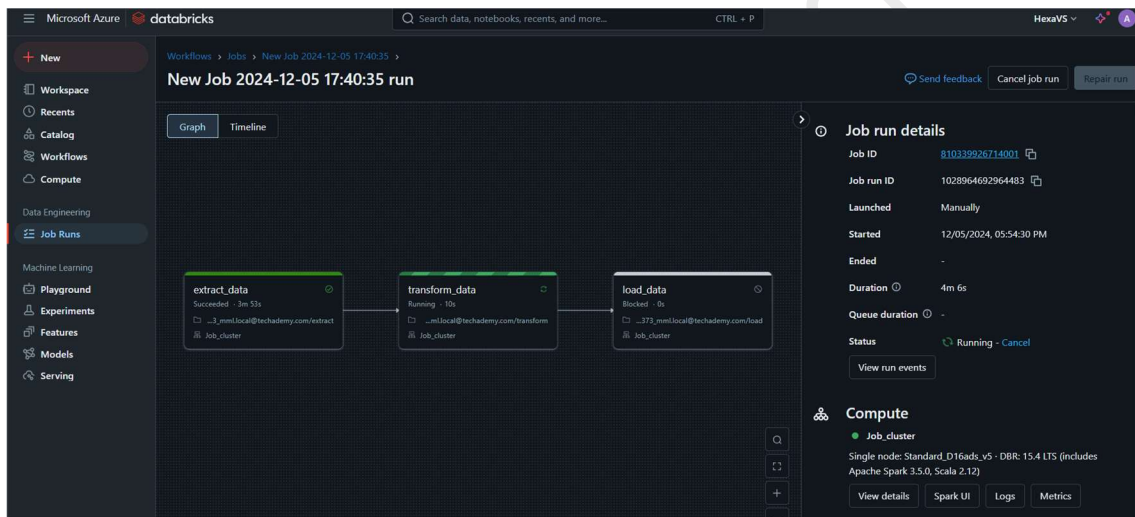 Microsoft Azure databricks Search data, notebooks, recents, and more... CTRL + P HexaVS A
New
Workspace
Recents
Catalog
Workflows
Compute
Data Engineering
Job Runs
Machine Learning
Playground
Experiments
Features
Models
Serving
Workflows > Jobs > New Job 2024-12-05 17:40:35 >
New Job 2024-12-05 17:40:35 run
Send feedback Cancel job run Repair run
Graph Timeline
extract_data
Succeeded · 3m 53s
...3_mml.local@techademy.com/extract
Job_cluster
transform_data
Running · 10s
...ml.local@techademy.com/transform
Job_cluster
load_data
Blocked · 0s
...373_mml.local@techademy.com/load
Job_cluster
Job run details
Job ID 810339926714001
Job run ID 1028964692964483
Launched Manually
Started 12/05/2024, 05:54:30 PM
Ended -
Duration 4m 6s
Queue duration -
Status Running - Cancel
View run events
Compute
Job_cluster
Single node: Standard_D16ads_v5 · DBR: 15.4 LTS (includes
Apache Spark 3.5.0, Scala 2.12)
View details Spark UI Logs Metrics